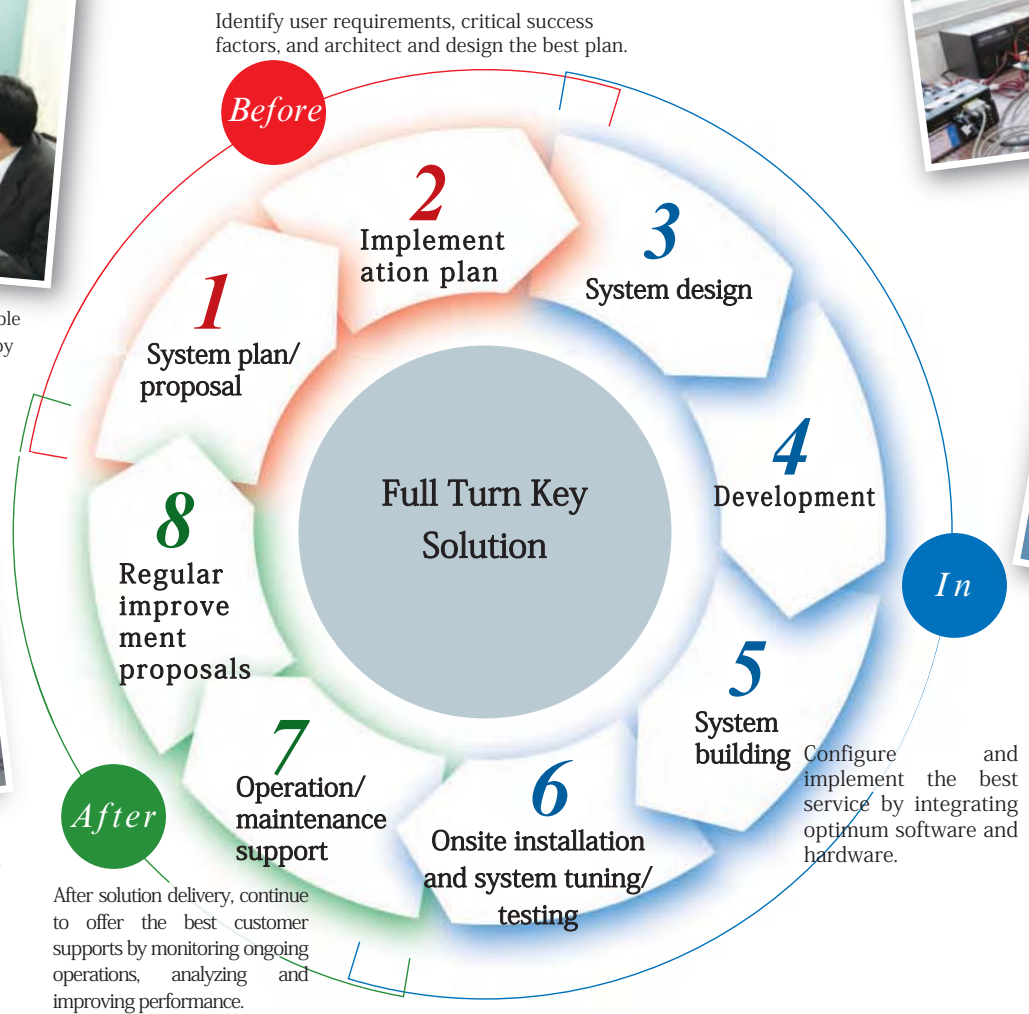 Identify user requirements, critical success
factors, and architect and design the best plan.
Before
1
System plan/
proposal
2
Implement
ation plan
3
System design
4
Development
In
5
System
building
Configure and
implement the best
service by integrating
optimum software and
hardware.
6
Onsite installation
and system tuning/
testing
7
Operation/
maintenance
support
After
After solution delivery, continue
to offer the best customer
supports by monitoring ongoing
operations, analyzing and
improving performance.
8
Regular
improve
ment
proposals
Full Turn Key
Solution